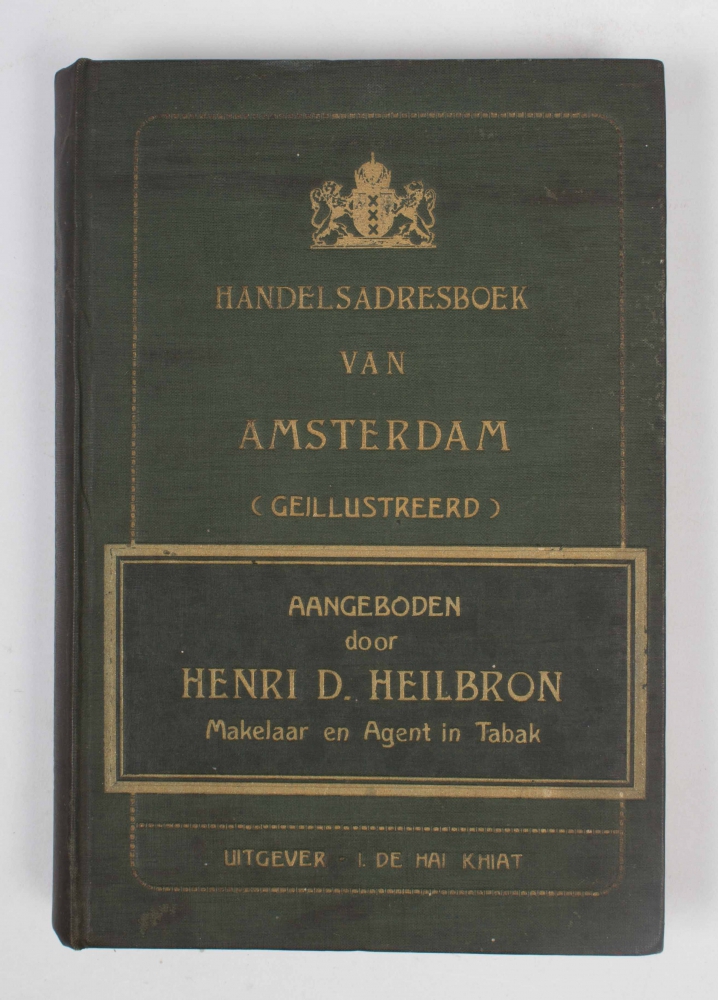 HANDELSADRESBOEK
VAN
AMSTERDAM
(GEILLUSTREERD)
AANGEBODEN
door
HENRI D. HEILBRON
Makelaar en Agent in Tabak
UITGEVER · I. DE HAI KHIAT